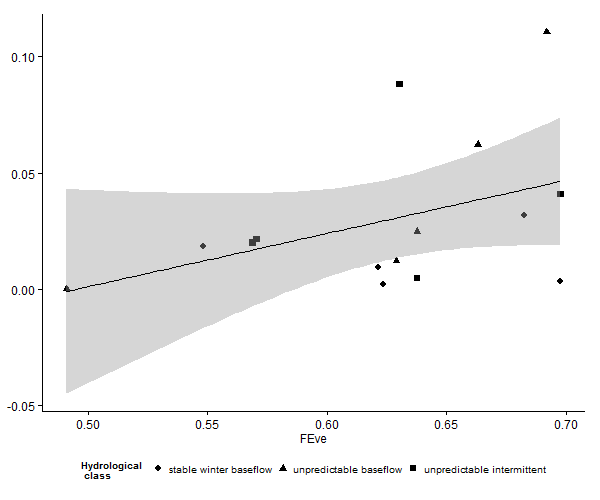 0.10
0.05
0.00
-0.05
0.50 0.55 0.60 0.65 0.70
FEve
Hydrological
class
stable winter baseflow unpredictable baseflow unpredictable intermittent